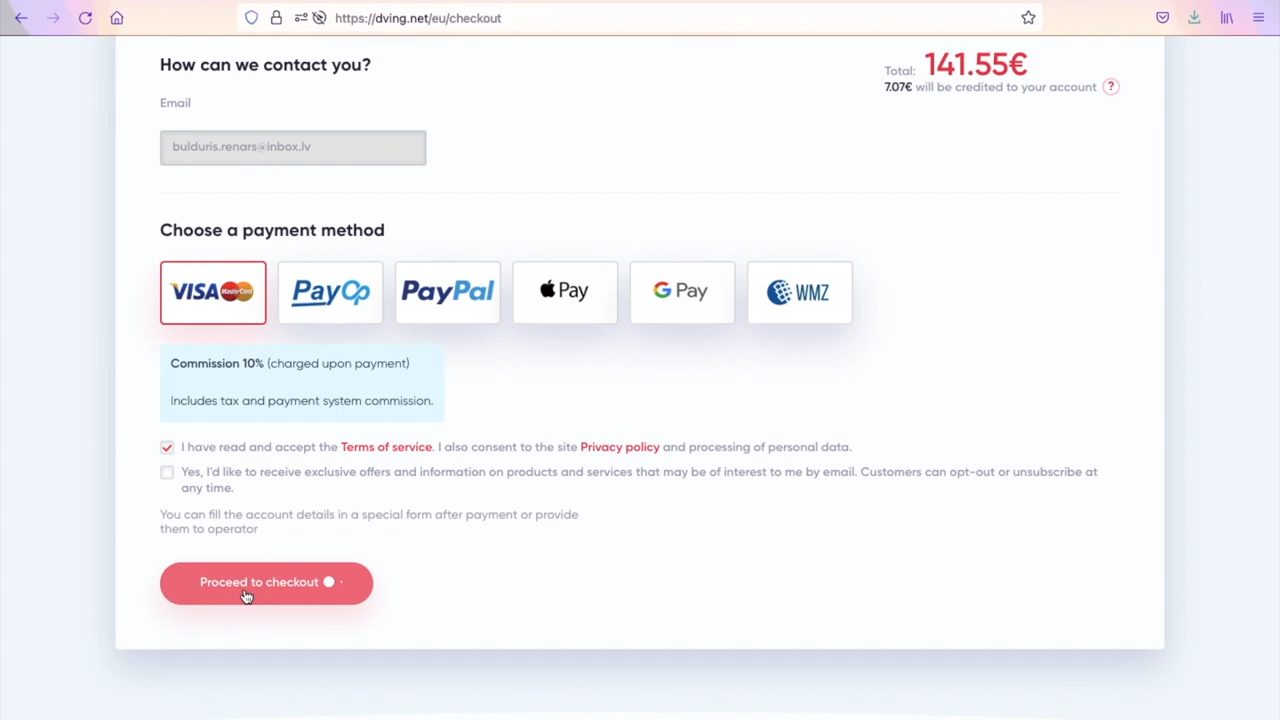 https://dving.net/eu/checkout
How can we contact you?
Total: 141.55€
7.07€ will be credited to your account ?
Email
bulduris.renars@inbox.lv
Choose a payment method
VISA MasterCard PayOp PayPal Pay G Pay WMZ
Commission 10% (charged upon payment)
Includes tax and payment system commission.
I have read and accept the Terms of service. I also consent to the site Privacy policy and processing of personal data.
Yes, I'd like to receive exclusive offers and information on products and services that may be of interest to me by email. Customers can opt-out or unsubscribe at
any time.
You can fill the account details in a special form after payment or provide
them to operator
Proceed to checkout